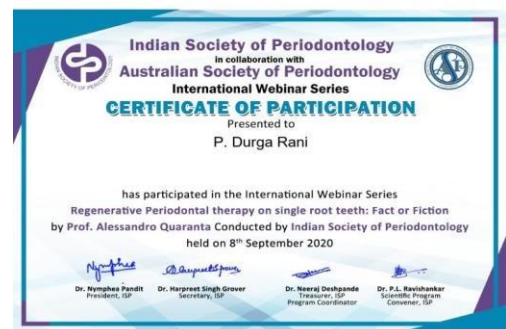 Indian Society of Periodontology
in collaboration with
Australian Society of Periodontology
International Webinar Series
CERTIFICATE OF PARTICIPATION
Presented to
P. Durga Rani
has participated in the International Webinar Series
Regenerative Periodontal therapy on single root teeth: Fact or Fiction
by Prof. Alessandro Quaranta Conducted by Indian Society of Periodontology
held on 8th September 2020
Dr. Nymphea Pandit
President, ISP
Dr. Harpreet Singh Grover
Secretary, ISP
Dr. Neeraj Deshpande
Treasurer, ISP
Program Coordinator
Dr. P.L. Ravishankar
Scientific Program
Convener, ISP